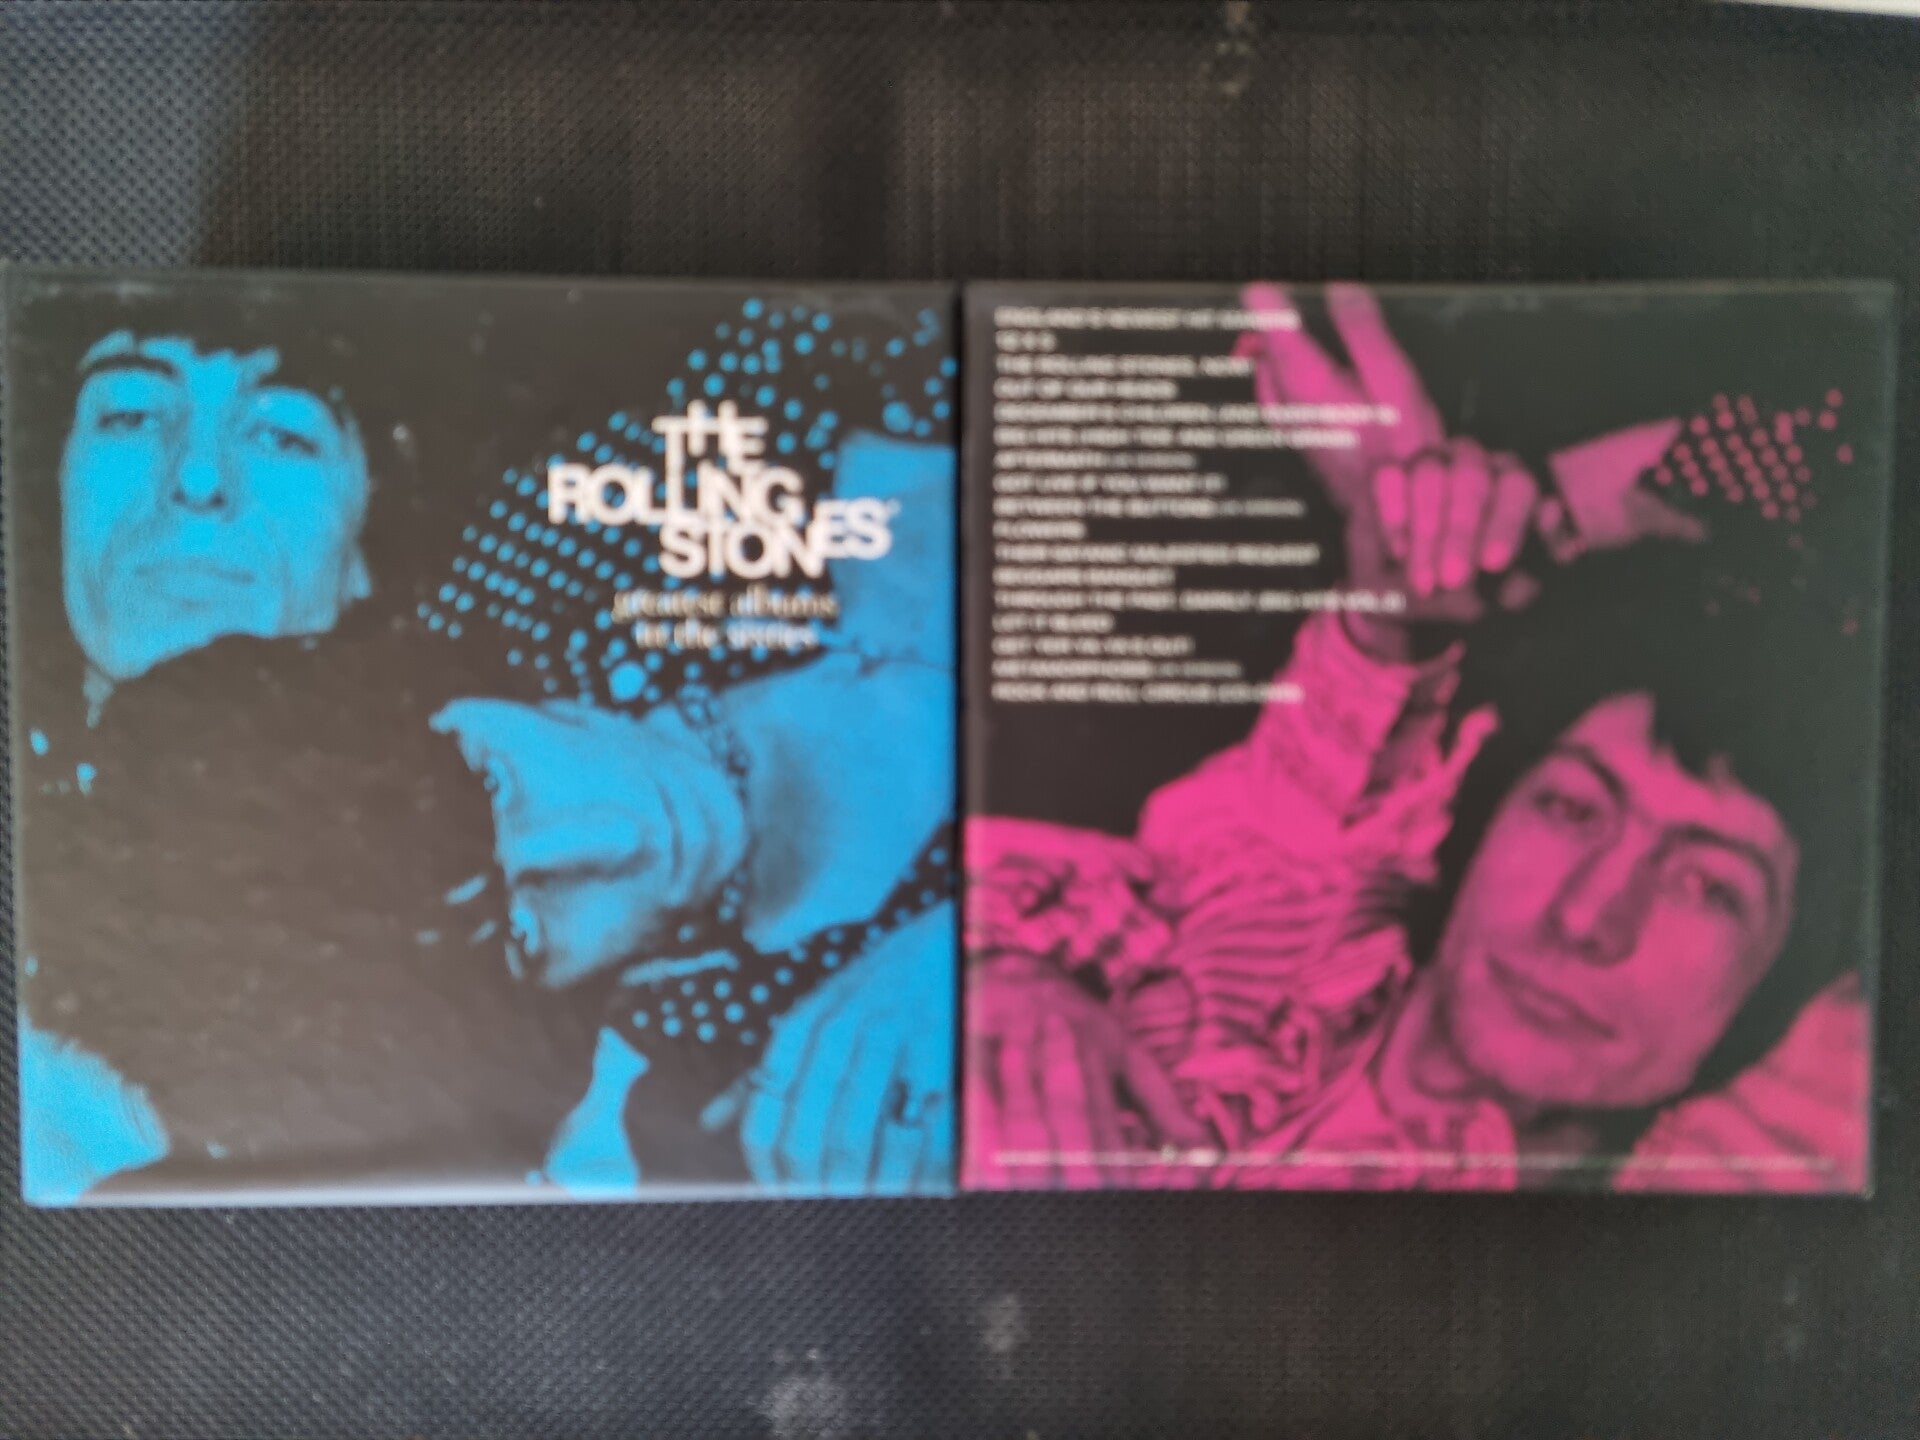 THE
ROLLING
STONES
greatest albums
in the sixties
ENGLAND'S NEWEST HIT MAKERS
12 X 5
THE ROLLING STONES, NOW!
OUT OF OUR HEADS
DECEMBER'S CHILDREN (AND EVERYBODY'S)
BIG HITS (HIGH TIDE AND GREEN GRASS)
AFTERMATH
GOT LIVE IF YOU WANT IT
BETWEEN THE BUTTONS
FLOWERS
THEIR SATANIC MAJESTIES REQUEST
BEGGARS BANQUET
THROUGH THE PAST, DARKLY (BIG HITS VOL. 2)
LET IT BLEED
GET YER YA-YA'S OUT!
METAMORPHOSIS
ROCK AND ROLL CIRCUS